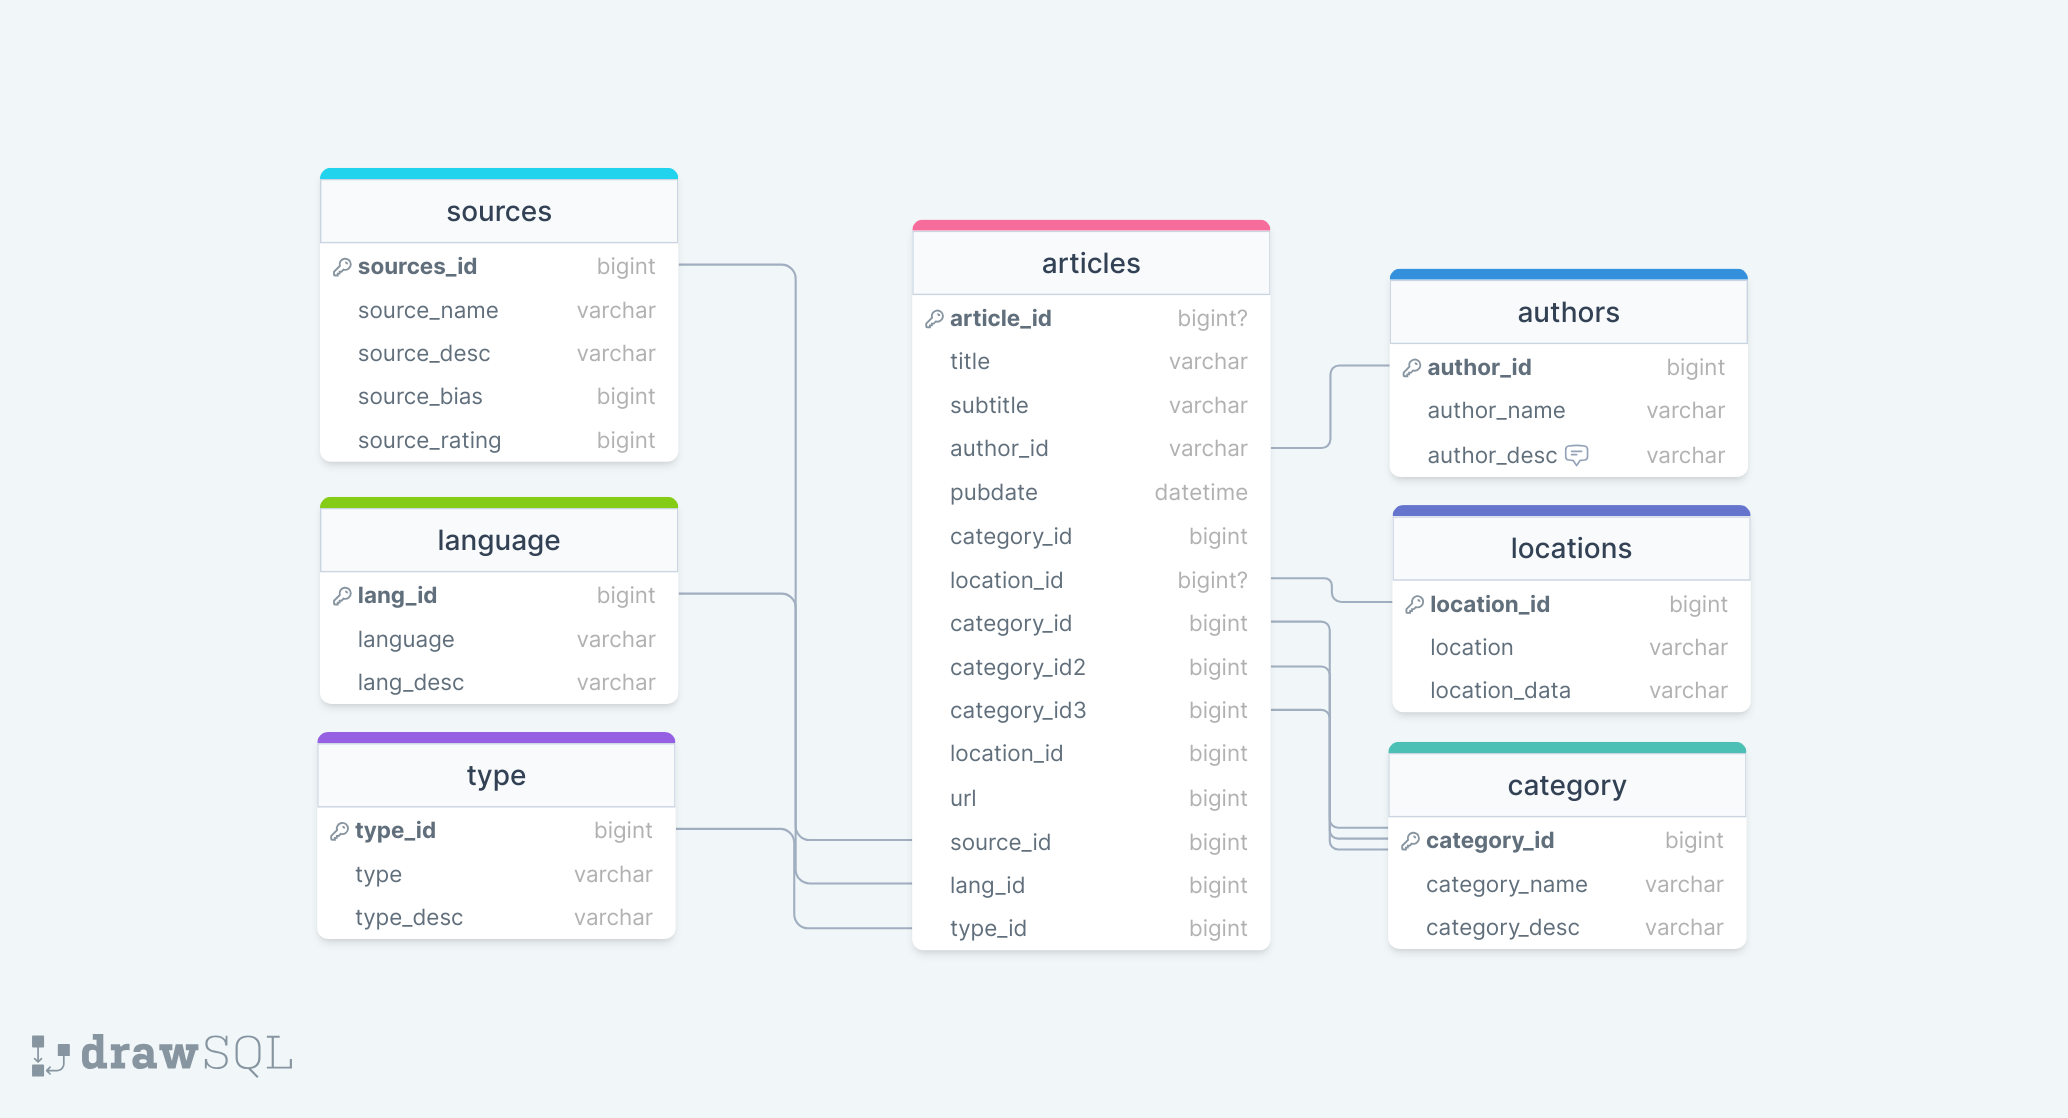 sources
sources_id bigint
source_name varchar
source_desc varchar
source_bias bigint
source_rating bigint
language
lang_id bigint
language varchar
lang_desc varchar
type
type_id bigint
type varchar
type_desc varchar
articles
article_id bigint?
title varchar
subtitle varchar
author_id varchar
pubdate datetime
category_id bigint
location_id bigint?
category_id bigint
category_id2 bigint
category_id3 bigint
location_id bigint
url bigint
source_id bigint
lang_id bigint
type_id bigint
authors
author_id bigint
author_name varchar
author_desc varchar
locations
location_id bigint
location varchar
location_data varchar
category
category_id bigint
category_name varchar
category_desc varchar
drawSQL